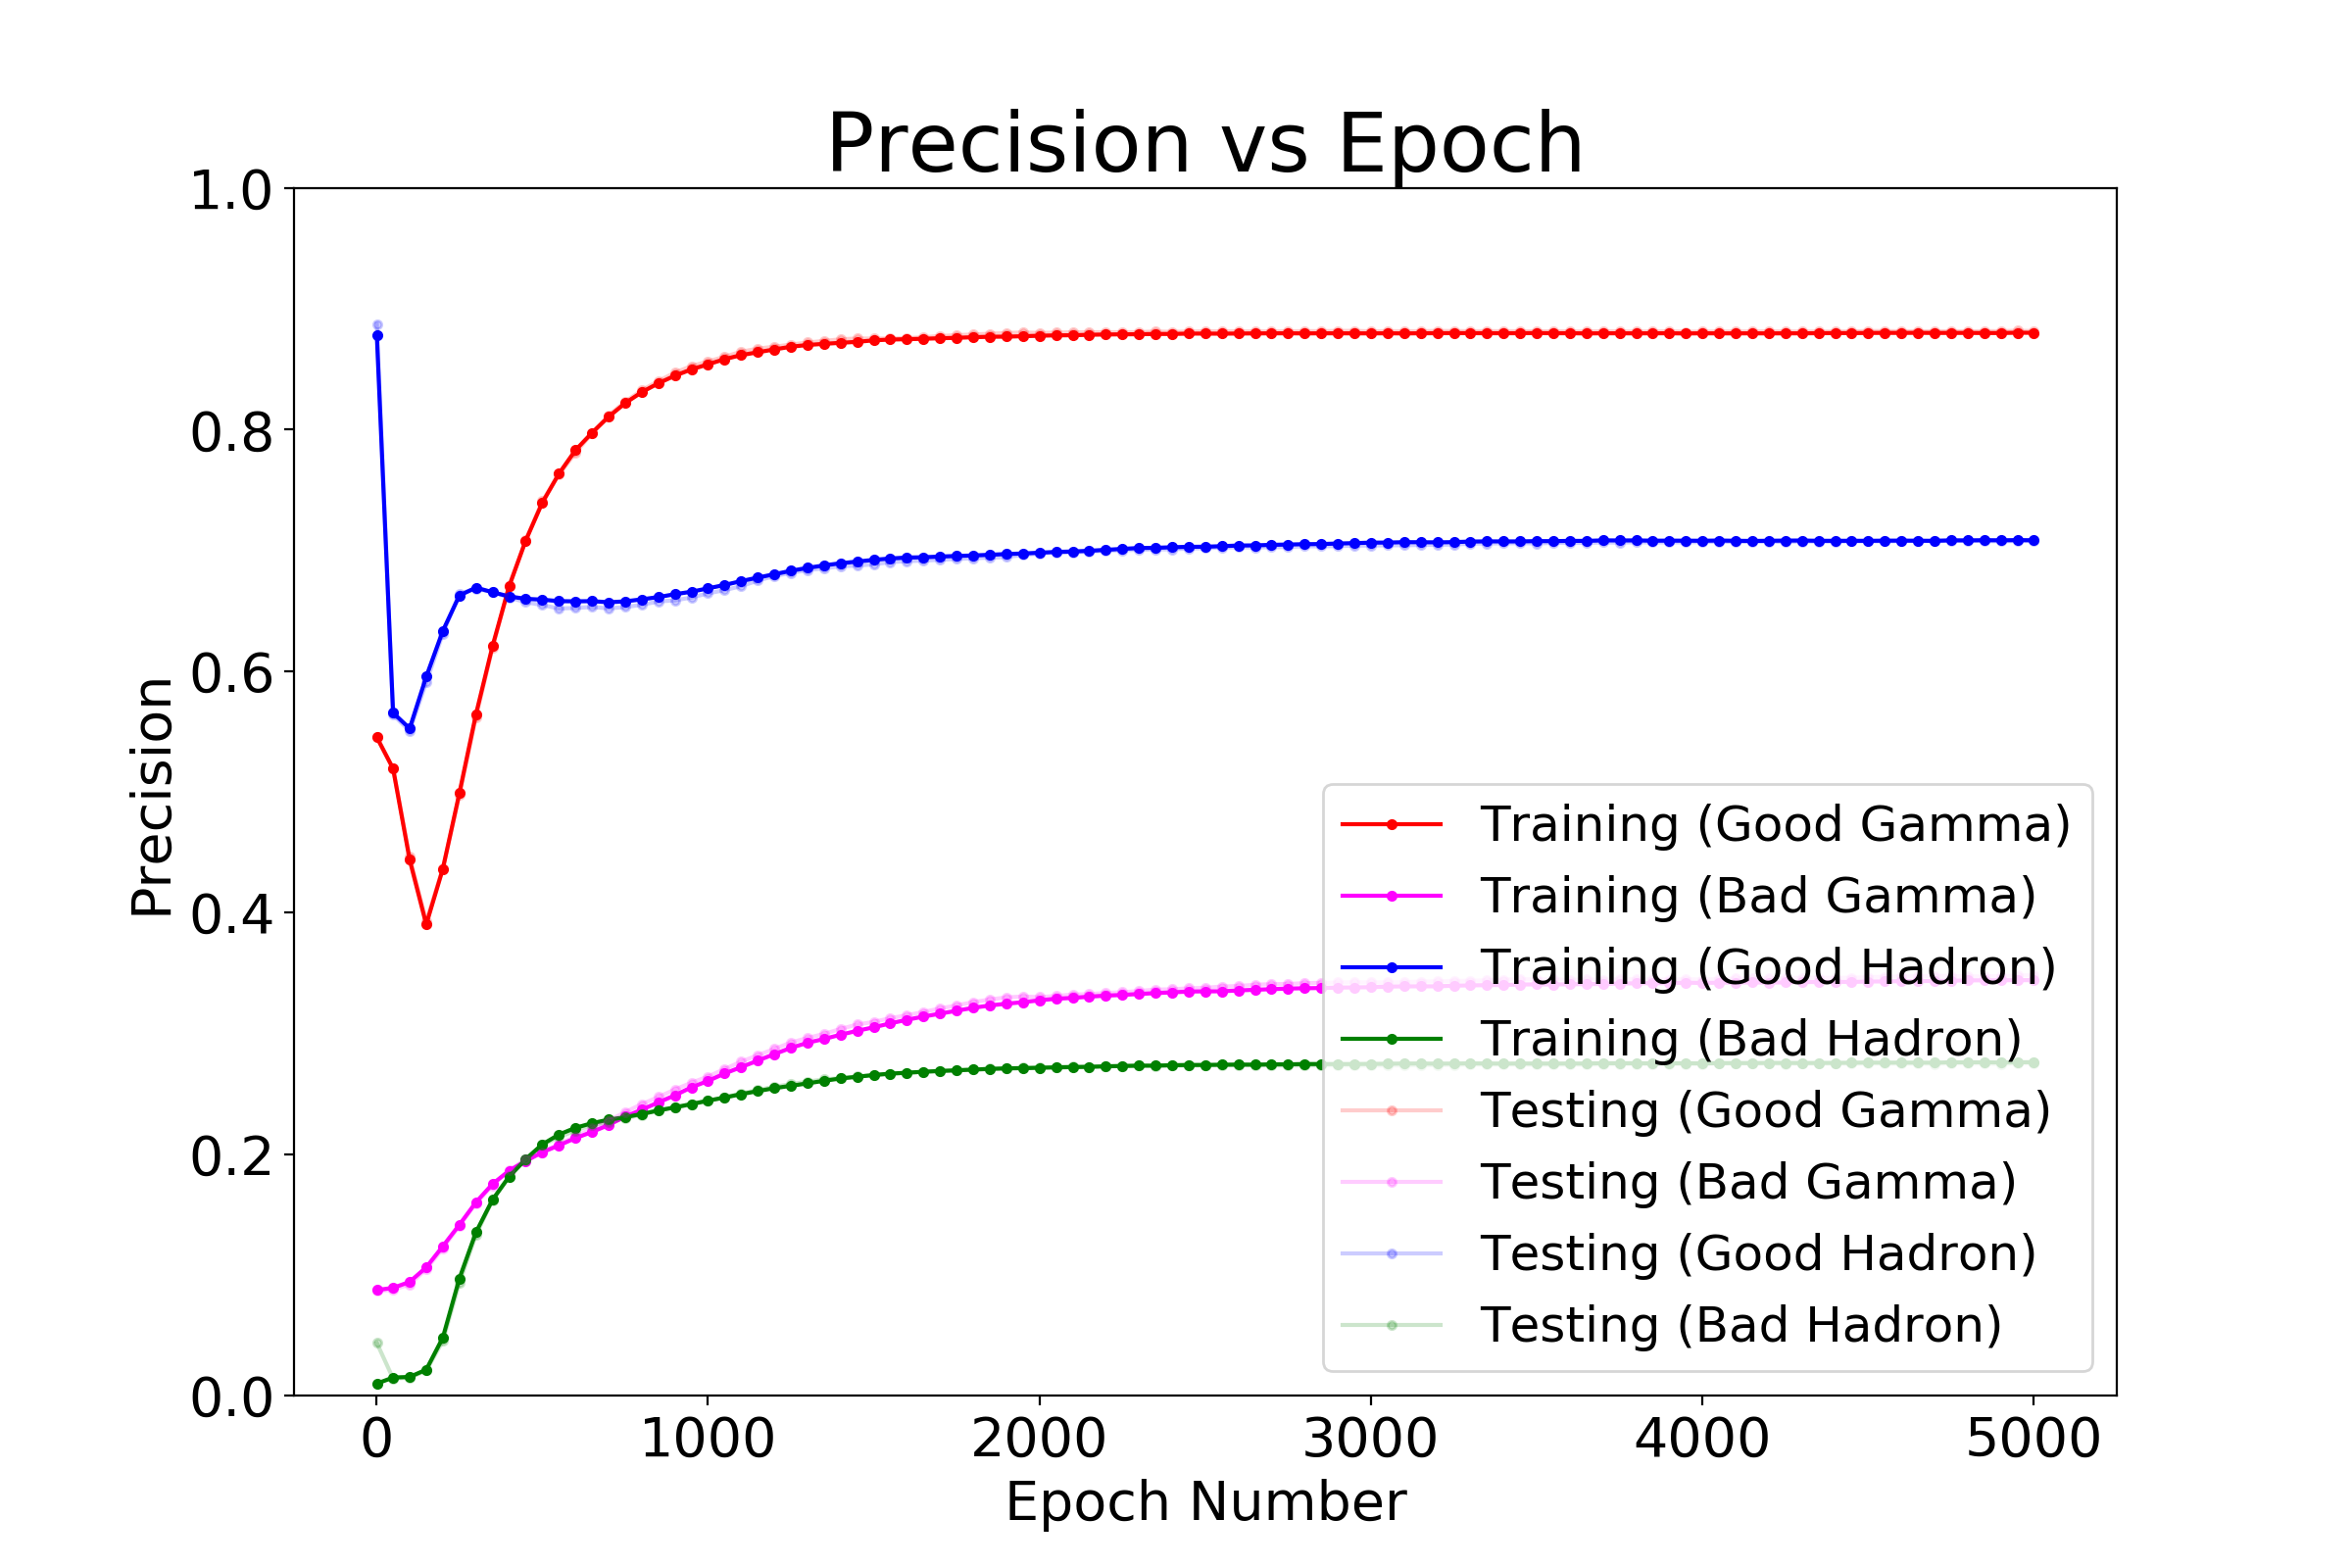 Precision vs Epoch
1.0
0.8
0.6
0.4
0.2
0.0
Precision
Training (Good Gamma)
Training (Bad Gamma)
Training (Good Hadron)
Training (Bad Hadron)
Testing (Good Gamma)
Testing (Bad Gamma)
Testing (Good Hadron)
Testing (Bad Hadron)
0 1000 2000 3000 4000 5000
Epoch Number